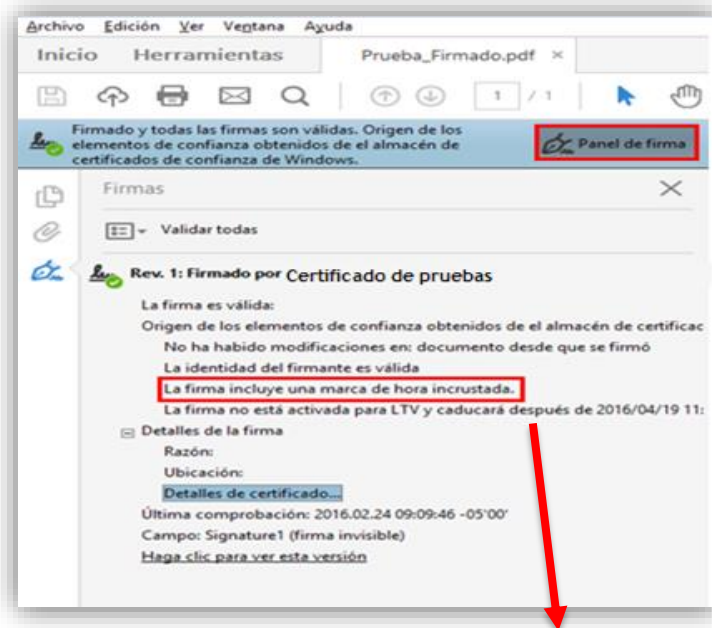 Archivo Edición Ver Ventana Ayuda
Inicio Herramientas Prueba_Firmado.pdf ×
1 / 1
Firmado y todas las firmas son válidas. Origen de los
elementos de confianza obtenidos de el almacén de
certificados de confianza de Windows.
Panel de firma
Firmas
Validar todas
Rev. 1: Firmado por Certificado de pruebas
La firma es válida:
Origen de los elementos de confianza obtenidos de el almacén de certificac
No ha habido modificaciones en: documento desde que se firmó
La identidad del firmante es válida
La firma incluye una marca de hora incrustada.
La firma no está activada para LTV y caducará después de 2016/04/19 11:
Detalles de la firma
Razón:
Ubicación:
Detalles de certificado...
Última comprobación: 2016.02.24 09:09:46 -05'00'
Campo: Signature1 (firma invisible)
Haga clic para ver esta versión